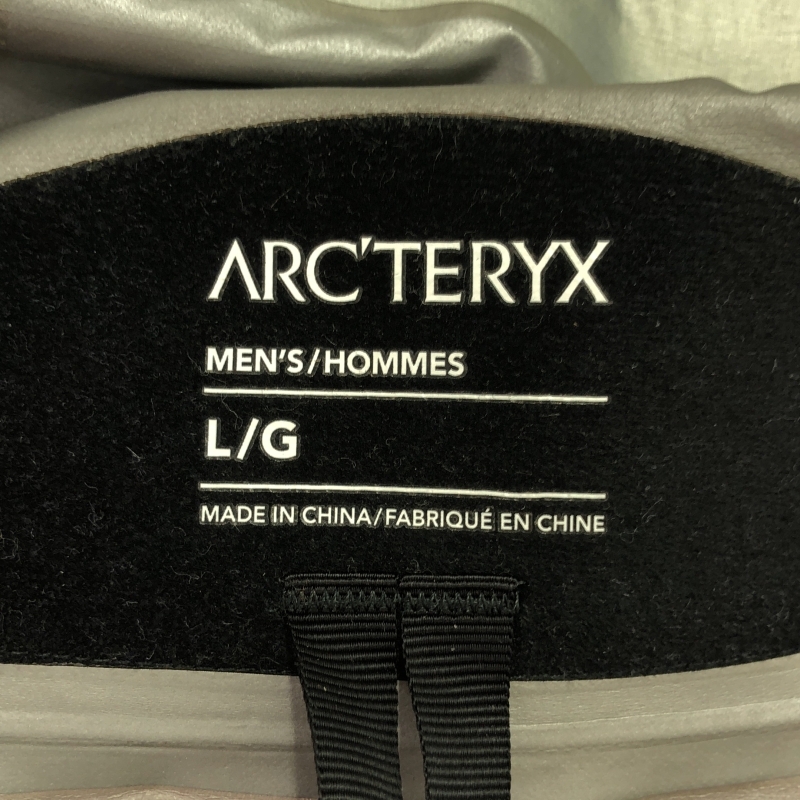 ARC'TERYX
MEN'S/HOMMES
L/G
MADE IN CHINA/FABRIQUÉ EN CHINE